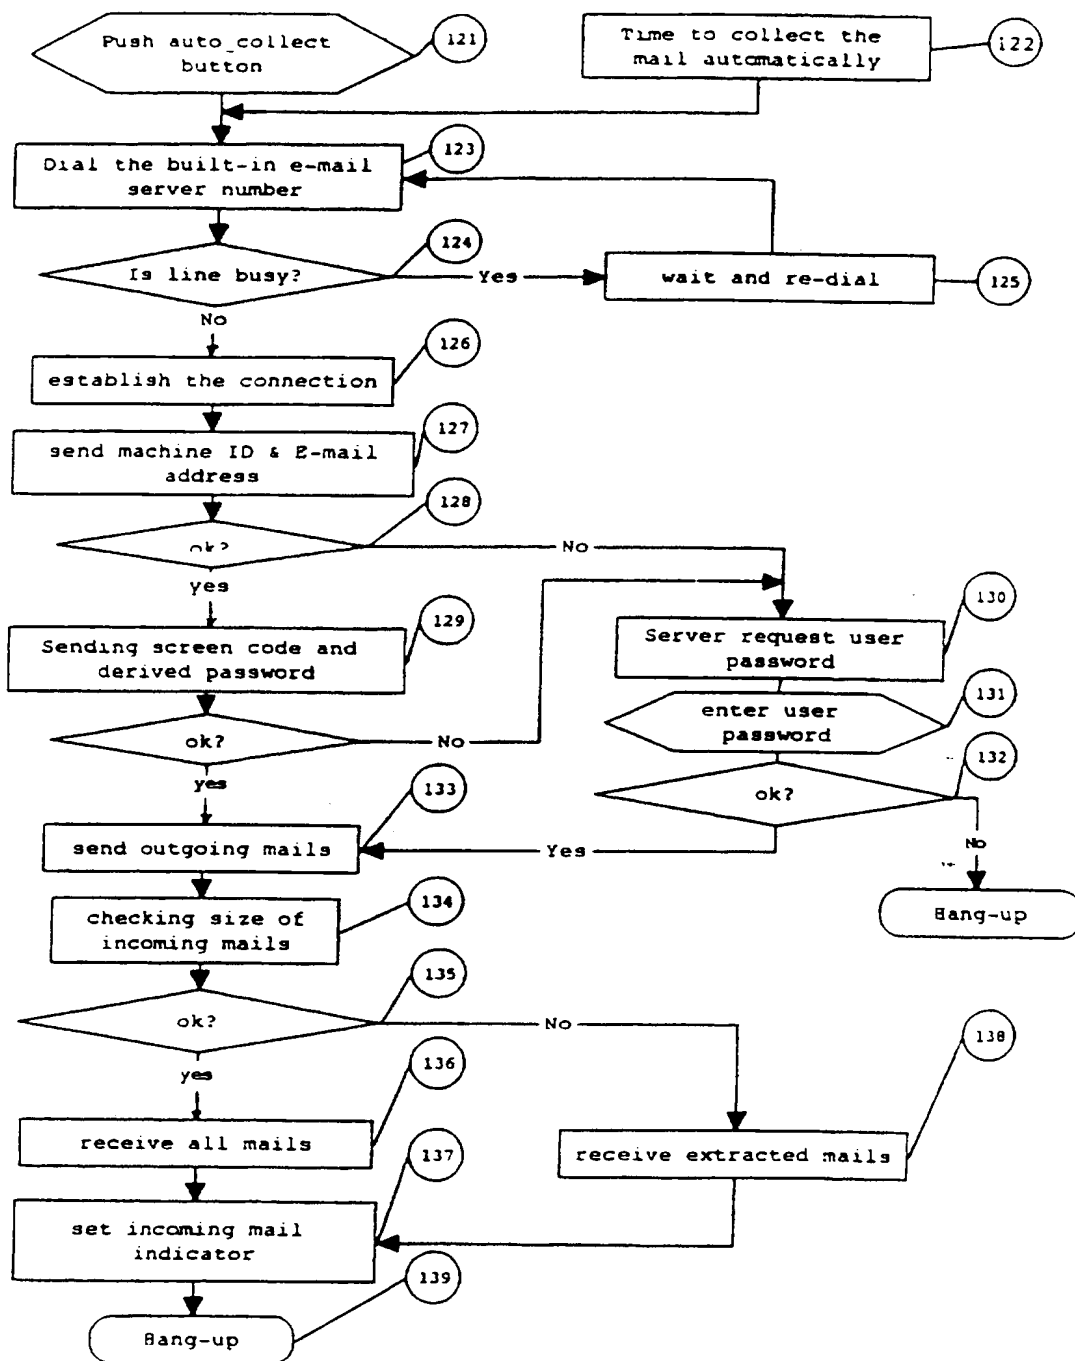 Push auto_collect
button
121
Time to collect the
mail automatically
122
Dial the built-in e-mail
server number
123
Is line busy?
124
Yes
wait and re-dial
125
No
establish the connection
126
send machine ID & E-mail
address
127
ok?
128
No
yes
Sending screen code and
derived password
129
Server request user
password
130
enter user
password
131
ok?
No
ok?
132
yes
send outgoing mails
133
Yes
No
Hang-up
checking size of
incoming mails
134
ok?
135
No
yes
receive all mails
136
receive extracted mails
138
set incoming mail
indicator
137
Hang-up
139